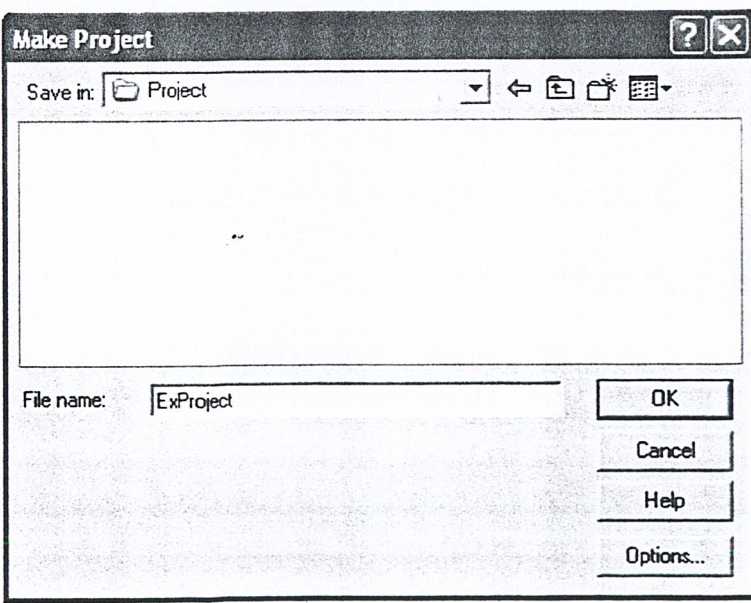 Make Project
Save in: Project
File name: ExProject
OK
Cancel
Help
Options...